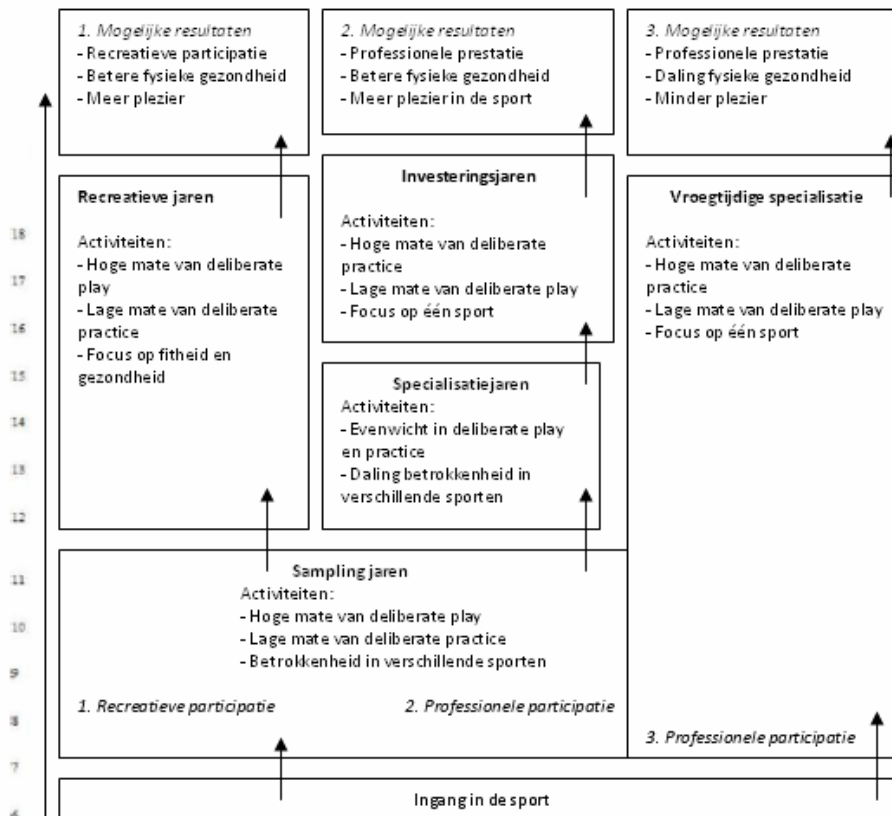 1. Mogelijke resultaten
- Recreatieve participatie
- Betere fysieke gezondheid
- Meer plezier
2. Mogelijke resultaten
- Professionele prestatie
- Betere fysieke gezondheid
- Meer plezier in de sport
3. Mogelijke resultaten
- Professionele prestatie
- Daling fysieke gezondheid
- Minder plezier
Recreatieve jaren
Activiteiten:
- Hoge mate van deliberate
play
- Lage mate van deliberate
practice
- Focus op fitheid en
gezondheid
Investeringsjaren
Activiteiten:
- Hoge mate van deliberate
practice
- Lage mate van deliberate play
- Focus op één sport
Vroegtijdige specialisatie
Activiteiten:
- Hoge mate van deliberate
practice
- Lage mate van deliberate play
- Focus op één sport
Specialisatiejaren
Activiteiten:
- Evenwicht in deliberate play
en practice
- Daling betrokkenheid in
verschillende sporten
Sampling jaren
Activiteiten:
- Hoge mate van deliberate play
- Lage mate van deliberate practice
- Betrokkenheid in verschillende sporten
1. Recreatieve participatie
2. Professionele participatie
3. Professionele participatie
Ingang in de sport
18
17
16
15
14
13
12
11
10
9
8
7
6